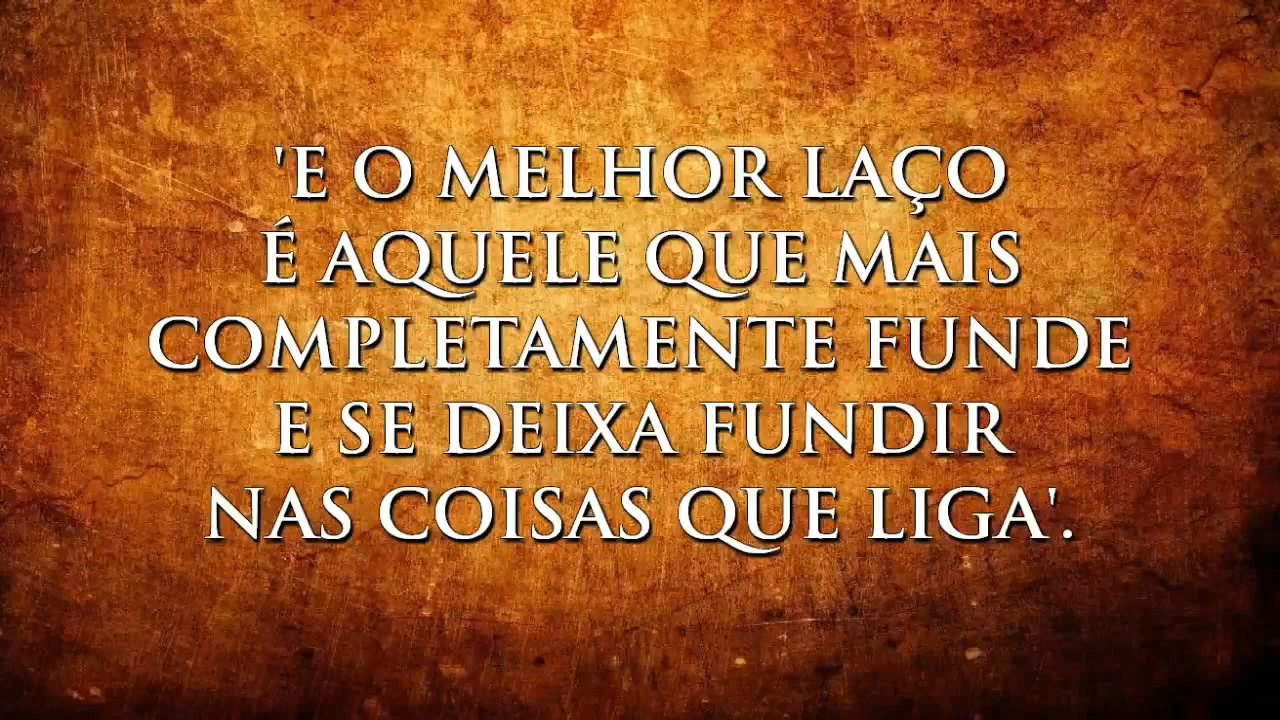 'E O MELHOR LAÇO
É AQUELE QUE MAIS
COMPLETAMENTE FUNDE
E SE DEIXA FUNDIR
NAS COISAS QUE LIGA'.